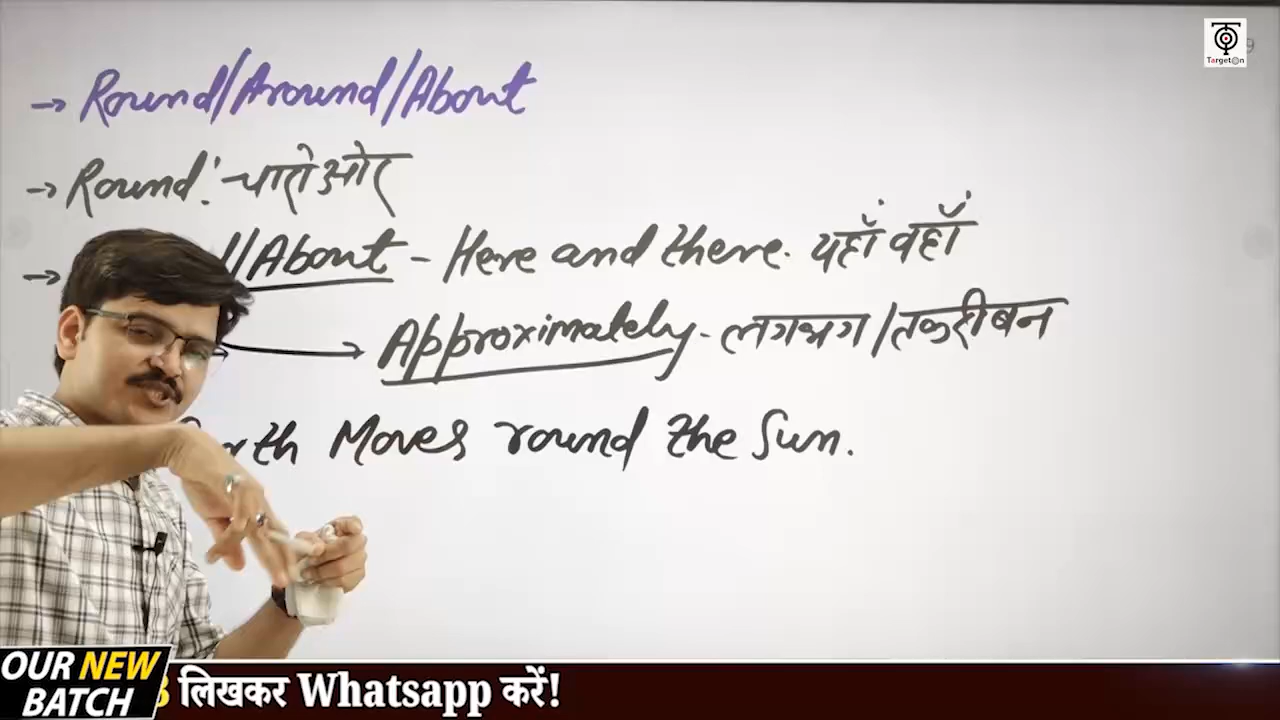 → Round/Around/About
→ Round:- चारो ओर
→ /About - Here and there. यहाँ वहाँ
→ Approximately - लगभग/तकरीबन
Moves round the Sun.
TargetOn
OUR NEW BATCH
लिखकर Whatsapp करें!